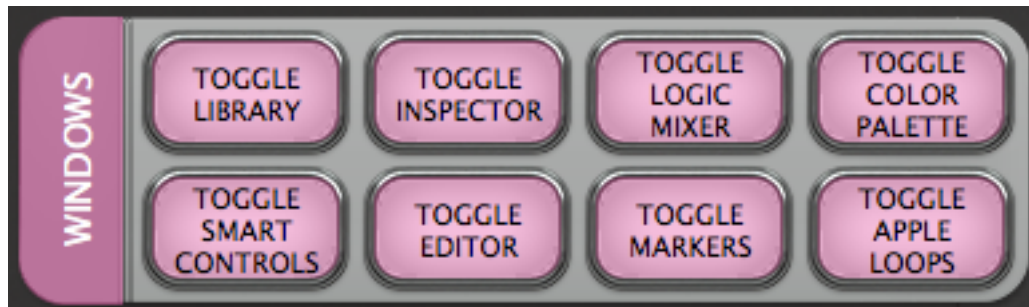 WINDOWS
TOGGLE
LIBRARY
TOGGLE
INSPECTOR
TOGGLE
LOGIC
MIXER
TOGGLE
COLOR
PALETTE
TOGGLE
SMART
CONTROLS
TOGGLE
EDITOR
TOGGLE
MARKERS
TOGGLE
APPLE
LOOPS